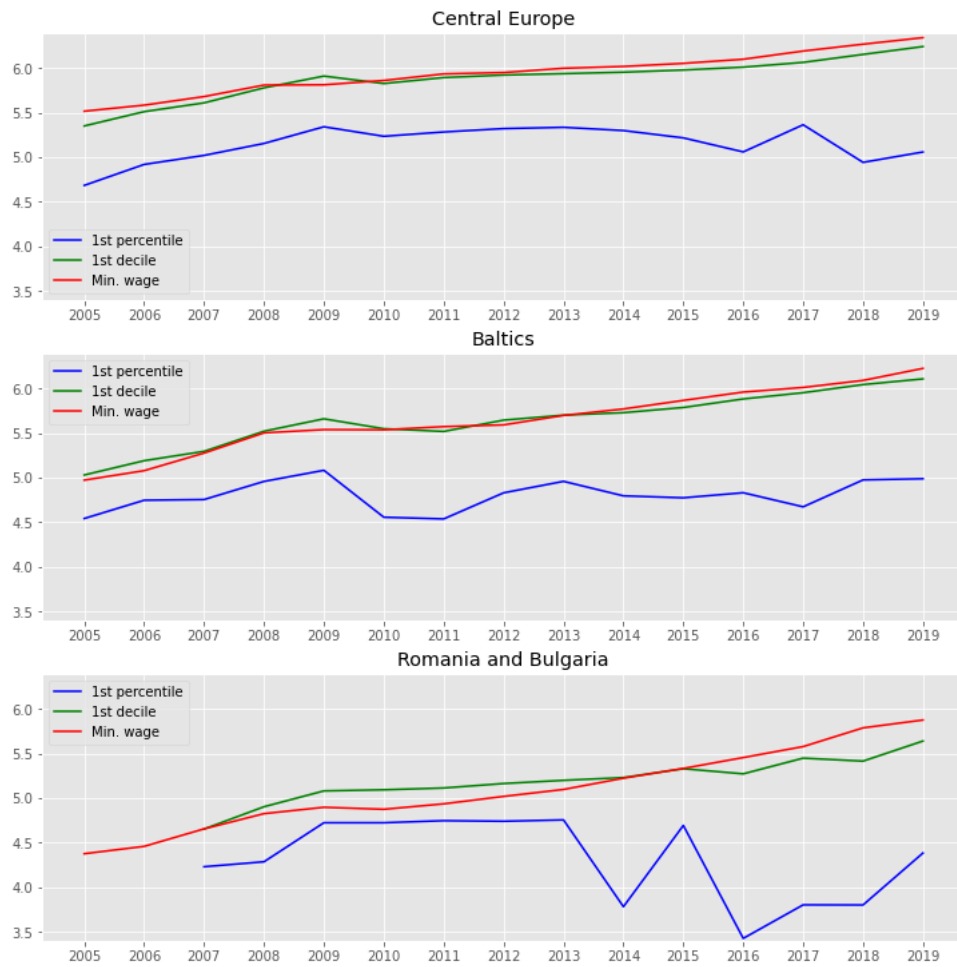 Central Europe
6.0
5.5
5.0
4.5
4.0
3.5
1st percentile
1st decile
Min. wage
2005 2006 2007 2008 2009 2010 2011 2012 2013 2014 2015 2016 2017 2018 2019
Baltics
6.0
5.5
5.0
4.5
4.0
3.5
1st percentile
1st decile
Min. wage
2005 2006 2007 2008 2009 2010 2011 2012 2013 2014 2015 2016 2017 2018 2019
Romania and Bulgaria
6.0
5.5
5.0
4.5
4.0
3.5
1st percentile
1st decile
Min. wage
2005 2006 2007 2008 2009 2010 2011 2012 2013 2014 2015 2016 2017 2018 2019